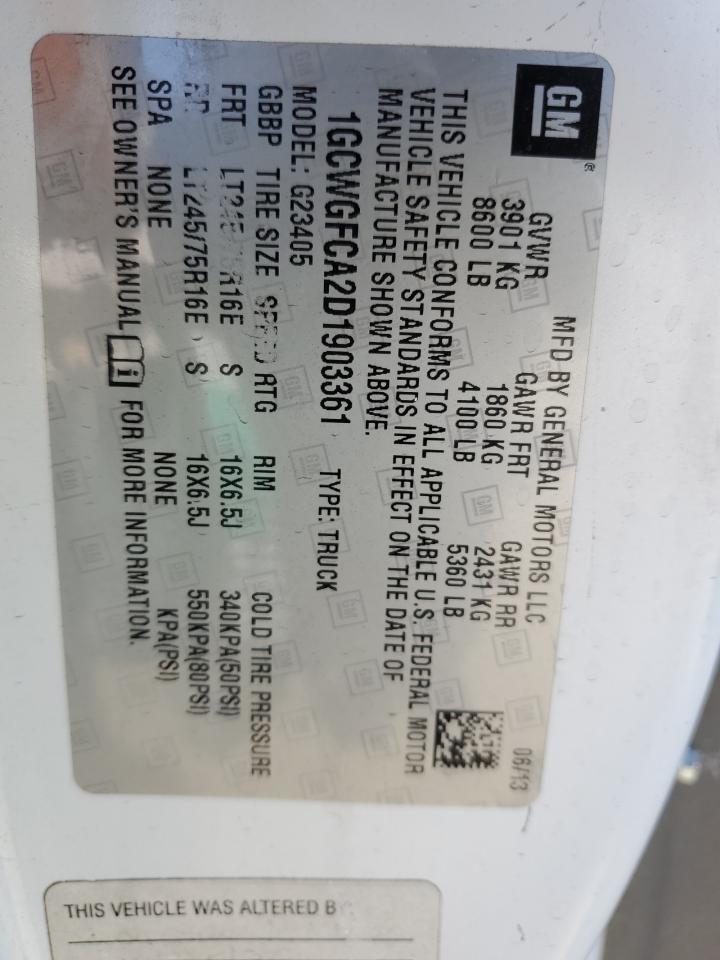 GM
MFD BY GENERAL MOTORS LLC 06/13
GVWR GAWR FRT GAWR RR
3901 KG 1860 KG 2431 KG
8600 LB 4100 LB 5360 LB
THIS VEHICLE CONFORMS TO ALL APPLICABLE U.S. FEDERAL MOTOR
VEHICLE SAFETY STANDARDS IN EFFECT ON THE DATE OF
MANUFACTURE SHOWN ABOVE.
1GCWGFCA2D1903361 TYPE: TRUCK
MODEL: G23405
GBBP TIRE SIZE SPEED RTG RIM COLD TIRE PRESSURE
FRT LT245/75R16E S 16X6.5J 340KPA(50PSI)
RR LT245/75R16E S 16X6.5J 550KPA(80PSI)
SPA NONE NONE KPA(PSI)
SEE OWNER'S MANUAL FOR MORE INFORMATION.
THIS VEHICLE WAS ALTERED B